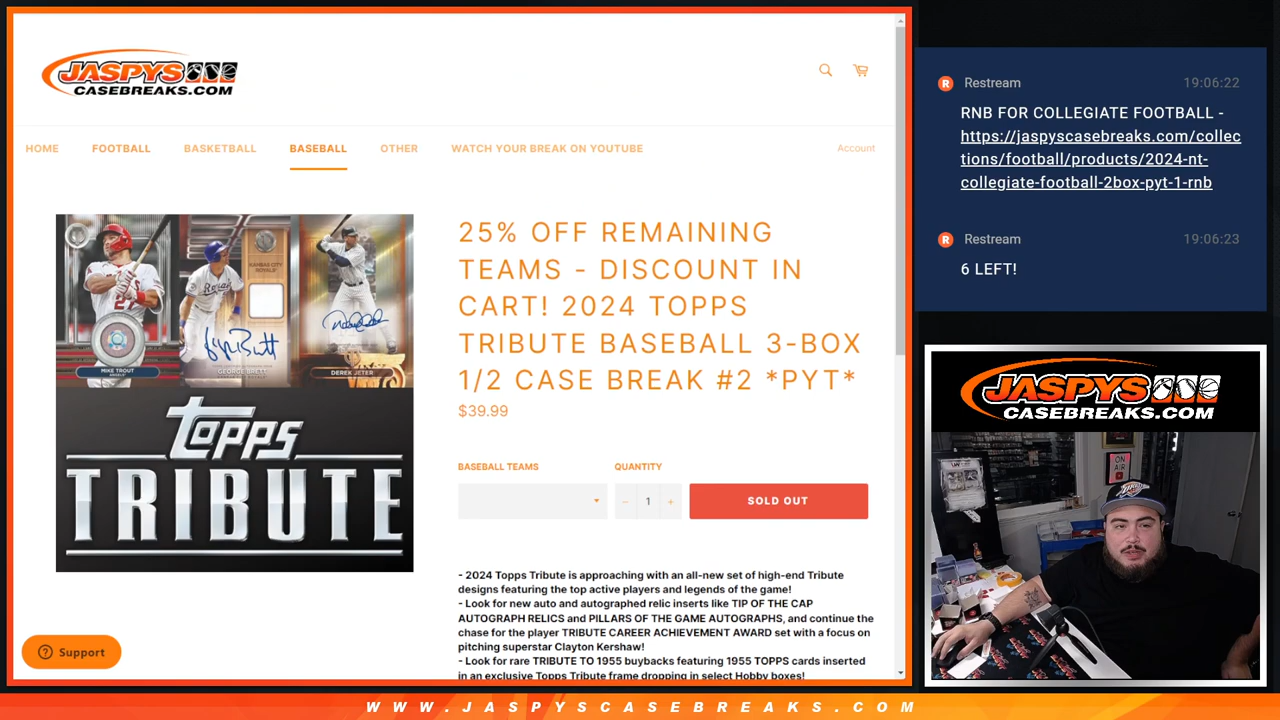 JASPYS
CASEBREAKS.COM
HOME
FOOTBALL
BASKETBALL
BASEBALL
OTHER
WATCH YOUR BREAK ON YOUTUBE
Account
27
MIKE TROUT
KANSAS CITY
ROYALS
Royals
GEORGE BRETT
DEREK JETER
topps
TRIBUTE
25% OFF REMAINING
TEAMS - DISCOUNT IN
CART! 2024 TOPPS
TRIBUTE BASEBALL 3-BOX
1/2 CASE BREAK #2 *PYT*
$39.99
BASEBALL TEAMS
QUANTITY
− 1 +
SOLD OUT
- 2024 Topps Tribute is approaching with an all-new set of high-end Tribute
designs featuring the top active players and legends of the game!
- Look for new auto and autographed relic inserts like TIP OF THE CAP
AUTOGRAPH RELICS and PILLARS OF THE GAME AUTOGRAPHS, and continue the
chase for the player TRIBUTE CAREER ACHIEVEMENT AWARD set with a focus on
pitching superstar Clayton Kershaw!
- Look for rare TRIBUTE TO 1955 buybacks featuring 1955 TOPPS cards inserted
in an exclusive Topps Tribute frame dropping in select Hobby boxes!
Support
Restream
19:06:22
RNB FOR COLLEGIATE FOOTBALL -
https://jaspyscasebreaks.com/collec
tions/football/products/2024-nt-
collegiate-football-2box-pyt-1-rnb
Restream
19:06:23
6 LEFT!
JASPYS
CASEBREAKS.COM
ON
AIR
WWW.JASPYSCASEBREAKS.COM